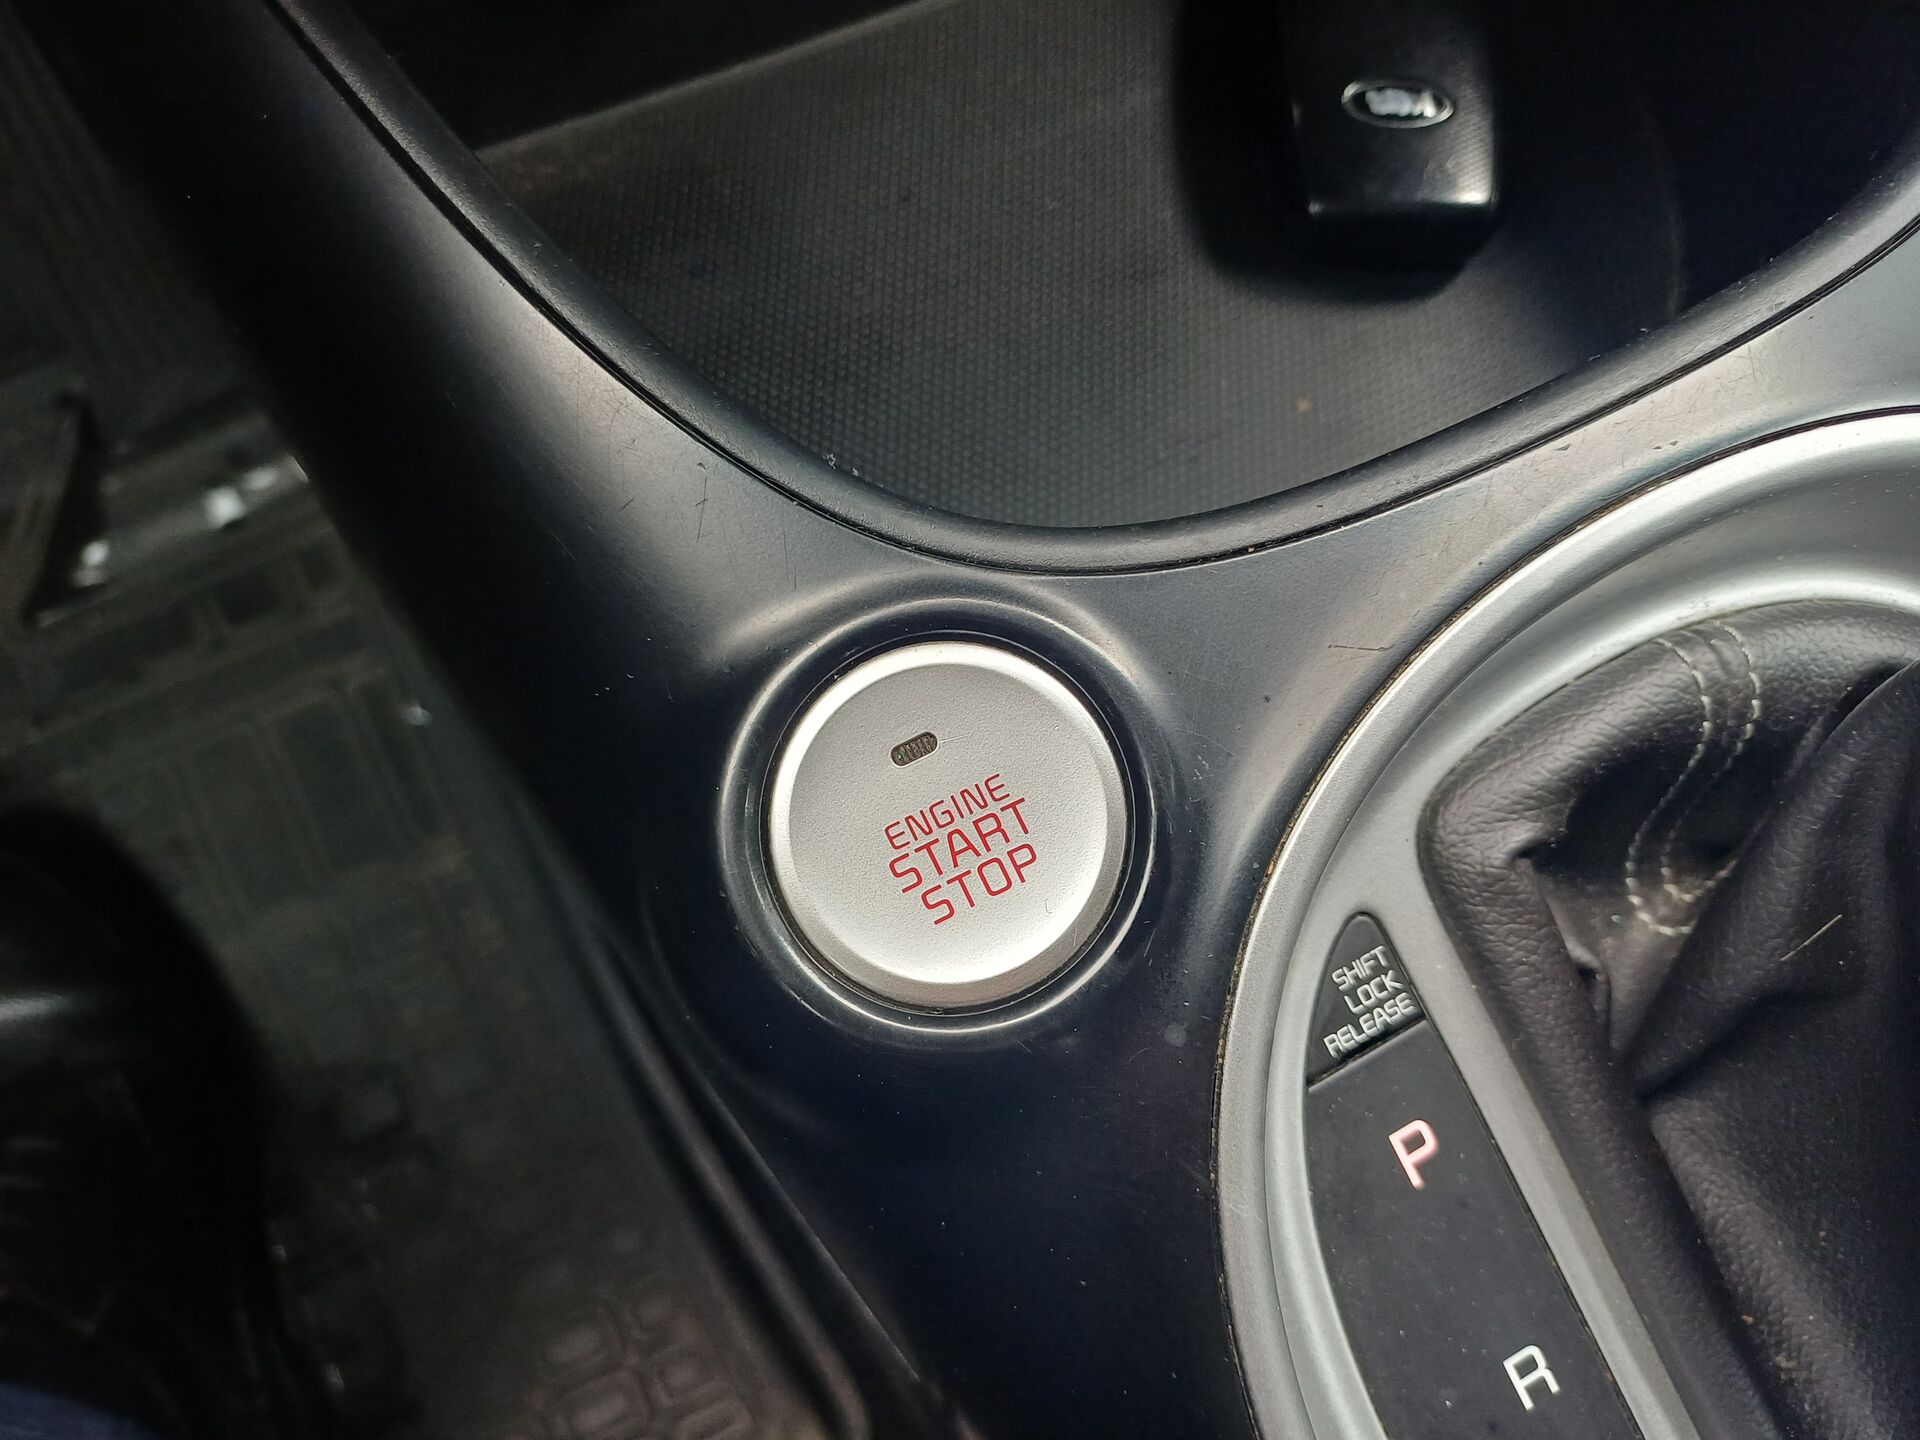 ENGINE
START
STOP
SHIFT
LOCK
RELEASE
P
R